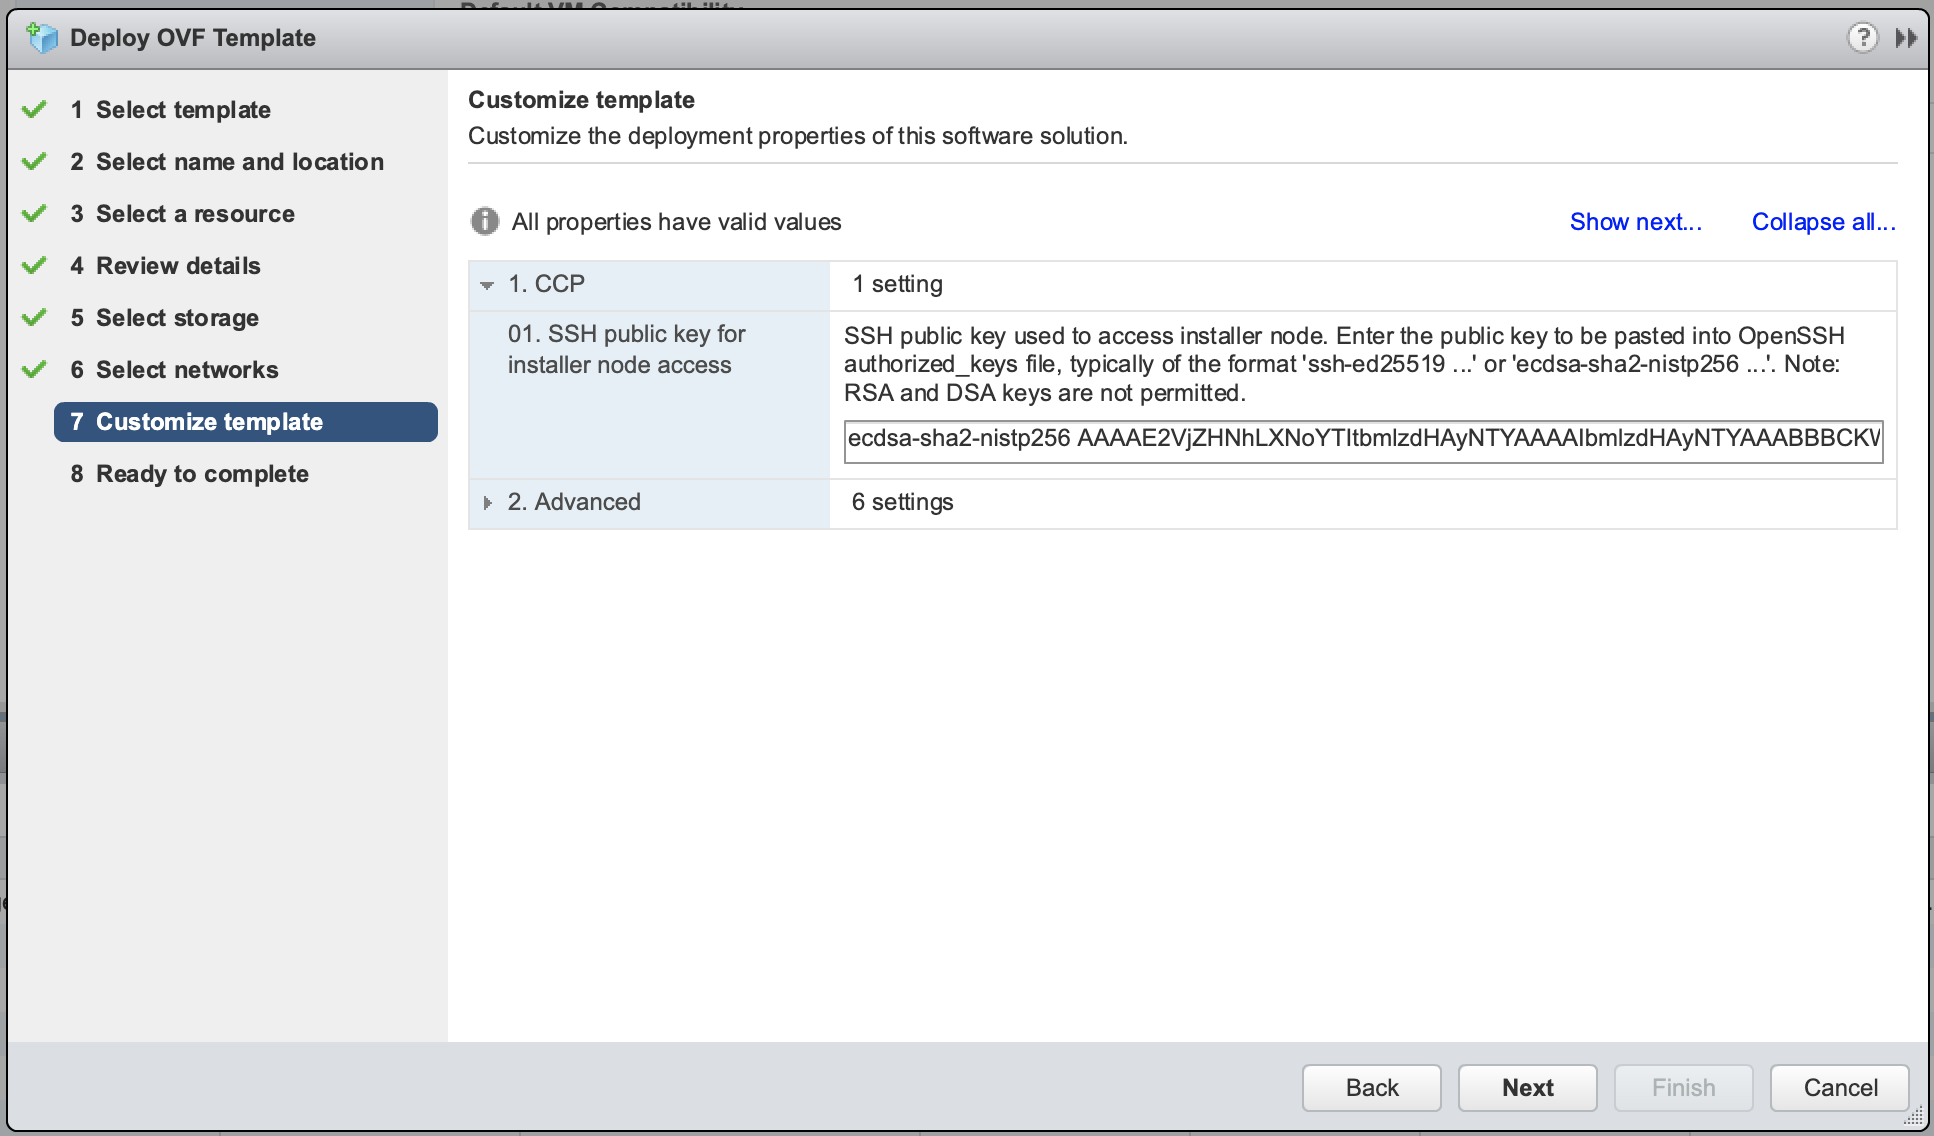 Default VM Compatibility
Deploy OVF Template
?
1 Select template
2 Select name and location
3 Select a resource
4 Review details
5 Select storage
6 Select networks
7 Customize template
8 Ready to complete
Customize template
Customize the deployment properties of this software solution.
All properties have valid values
Show next...
Collapse all...
1. CCP
1 setting
01. SSH public key for
installer node access
SSH public key used to access installer node. Enter the public key to be pasted into OpenSSH
authorized_keys file, typically of the format 'ssh-ed25519 ...' or 'ecdsa-sha2-nistp256 ...'. Note:
RSA and DSA keys are not permitted.
ecdsa-sha2-nistp256
2. Advanced
6 settings
Back
Next
Finish
Cancel